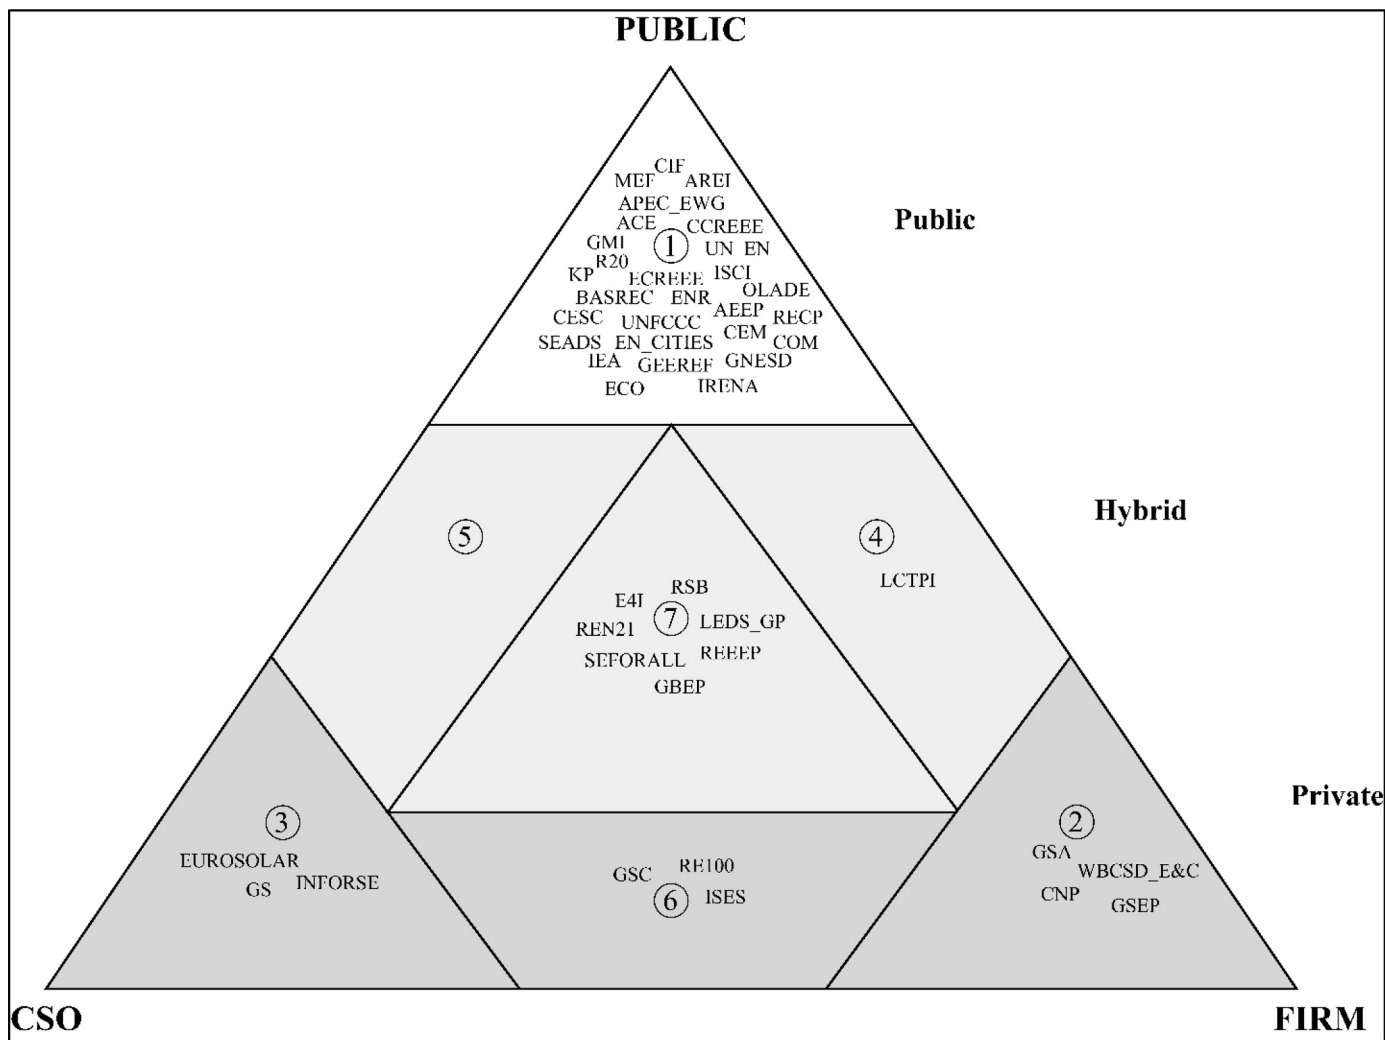 PUBLIC
CIF
MEF AREI
APEC_EWG
ACE CCREEE
GMI 1 UN_EN
R20
KP ECREEE ISCI
BASREC ENR OLADE
CESC UNFCCC AEEP RECP
SEADS EN_CITIES CEM COM
IEA GEEREF GNESD
ECO IRENA
Public
Hybrid
5 4
LCTPI
E4I RSB
REN21 7 LEDS_GP
SEFORALL REEEP
GBEP
Private
3
EUROSOLAR
GS INFORSE
GSC RE100
6 ISES
2
GSA
WBCSD_E&C
CNP
GSEP
CSO FIRM